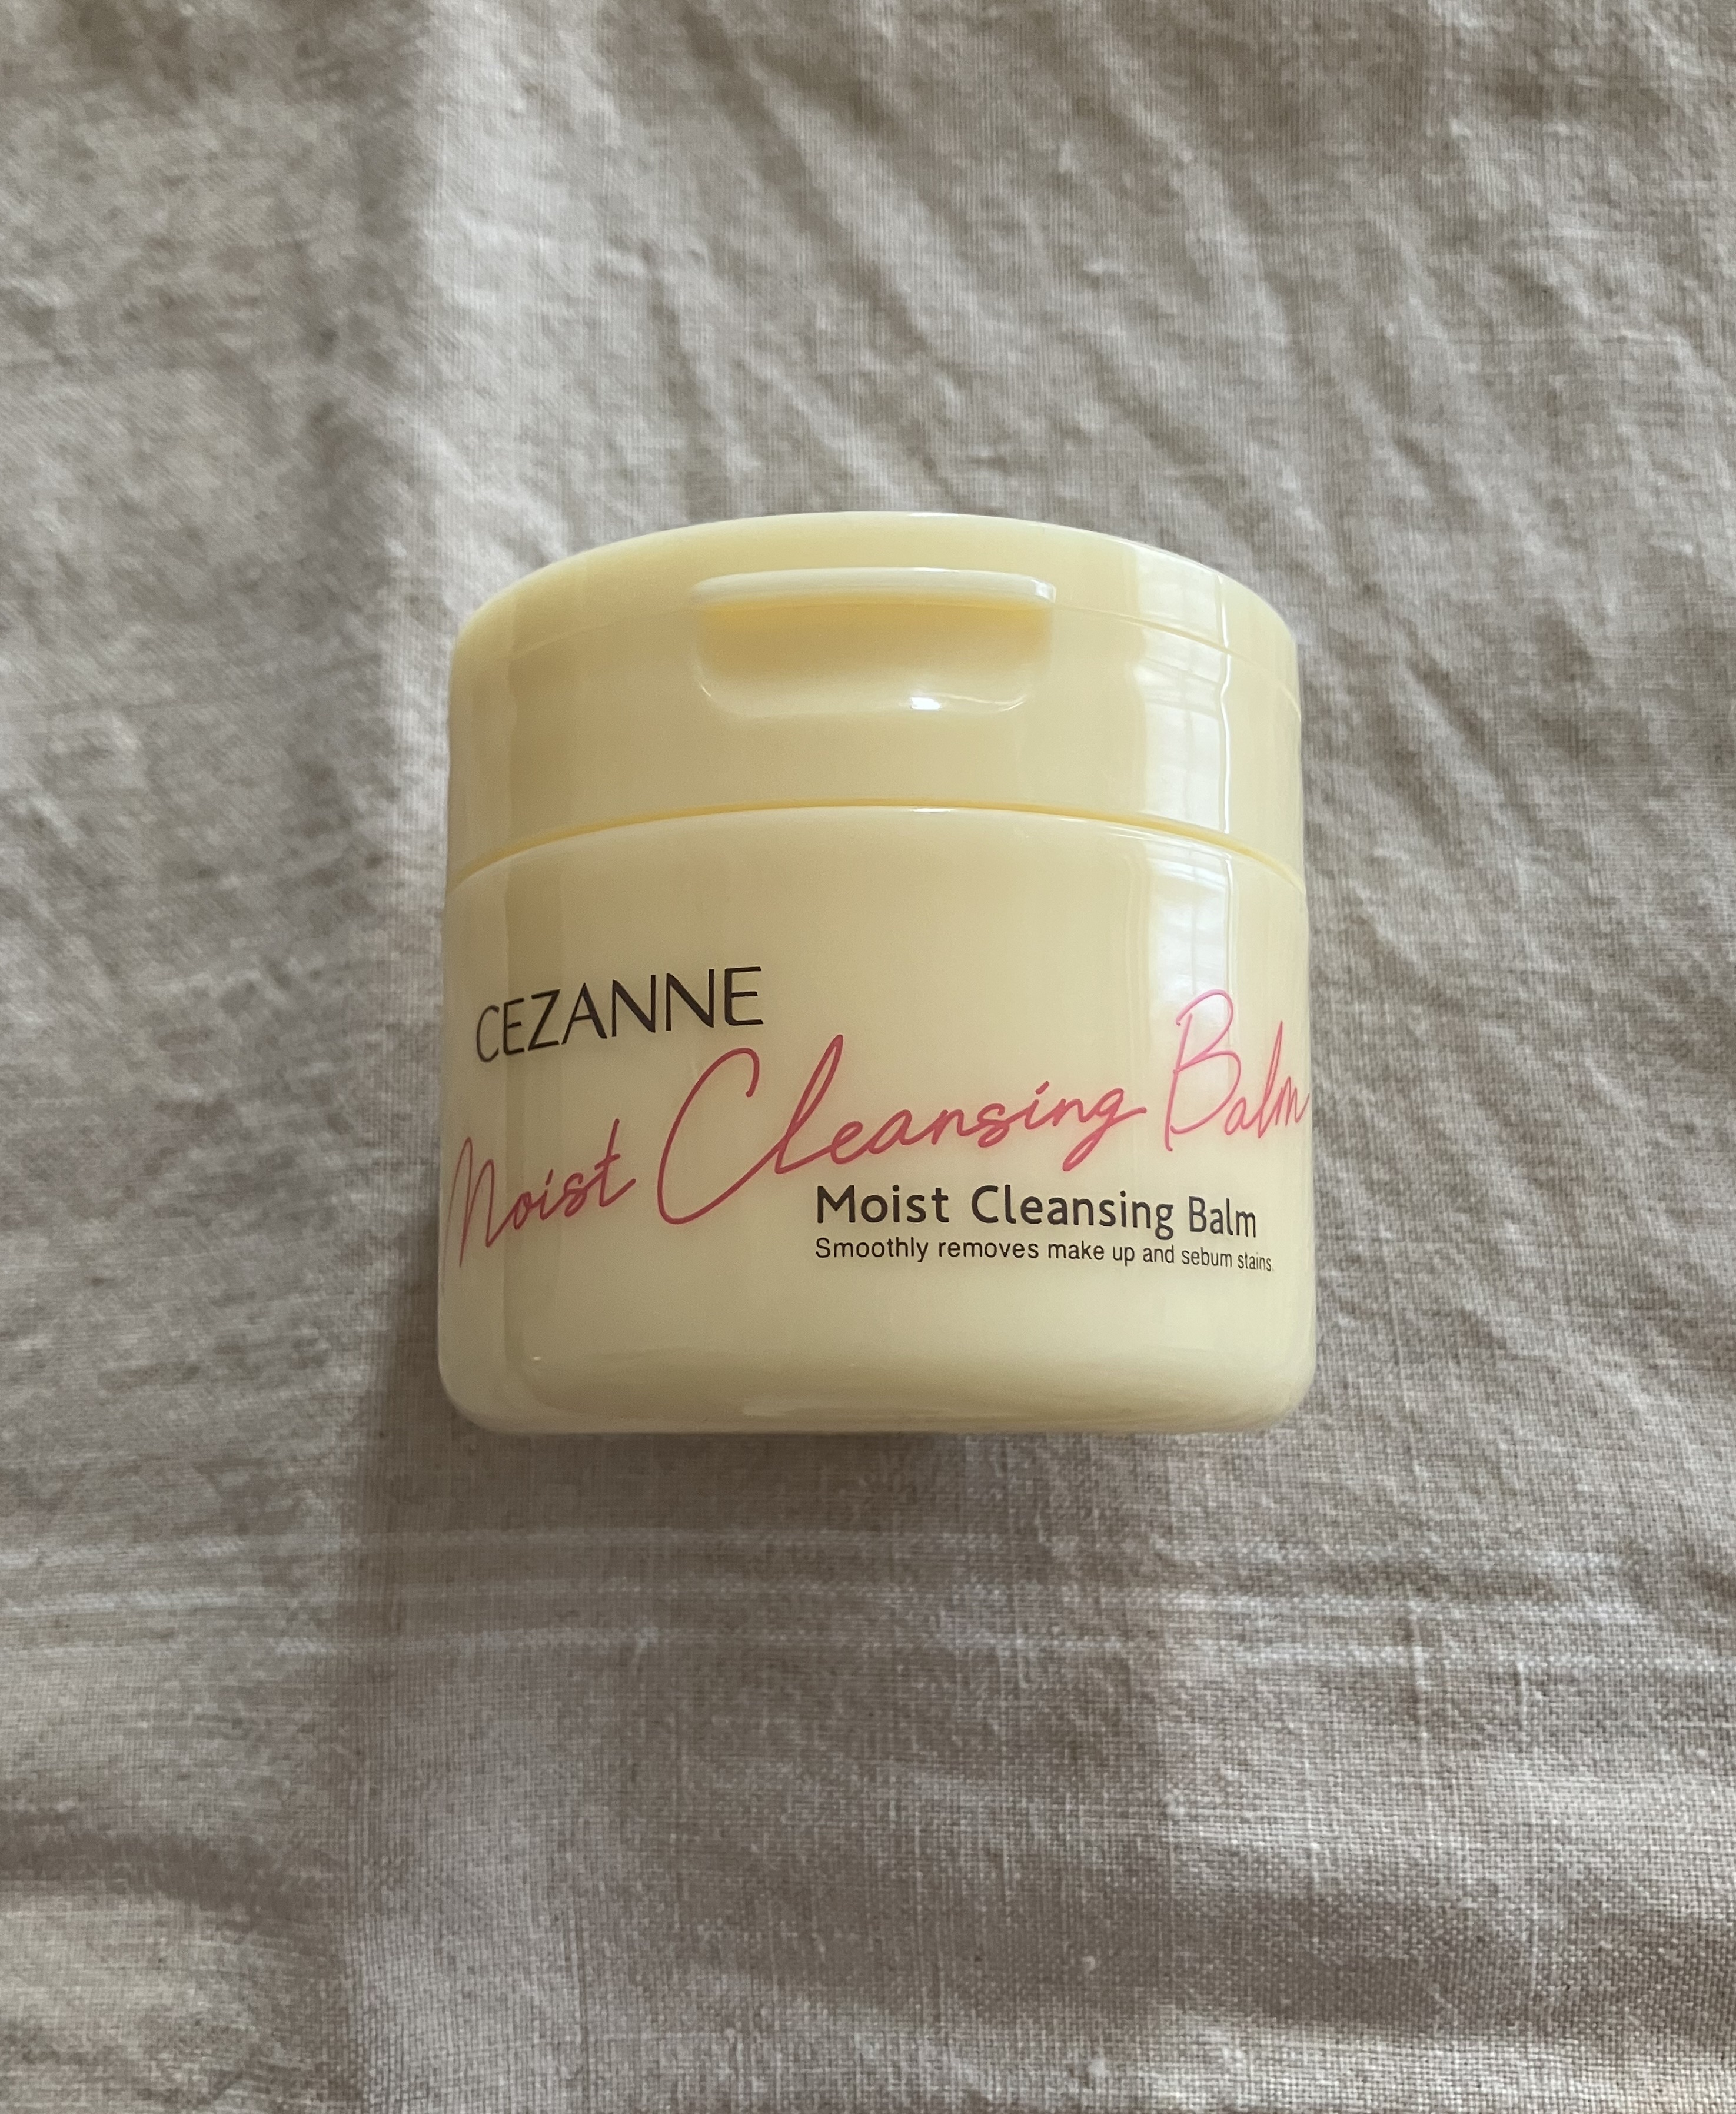 CEZANNE
Moist Cleansing Balm
Moist Cleansing Balm
Smoothly removes make up and sebum stains.